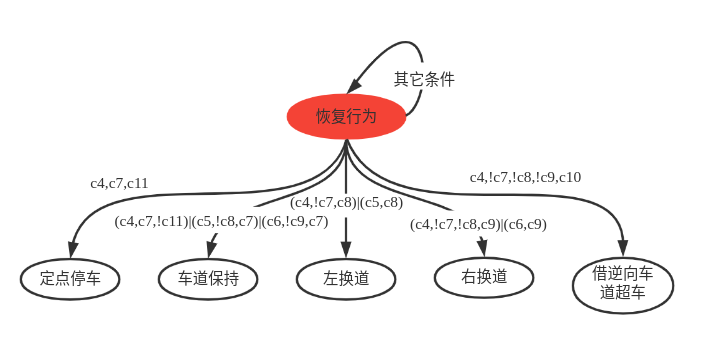 其它条件
恢复行为
c4,c7,c11
c4,!c7,!c8,!c9,c10
(c4,!c7,c8)|(c5,c8)
(c4,c7,!c11)|(c5,!c8,c7)|(c6,!c9,c7)
(c4,!c7,!c8,c9)|(c6,c9)
定点停车
车道保持
左换道
右换道
借逆向车
道超车